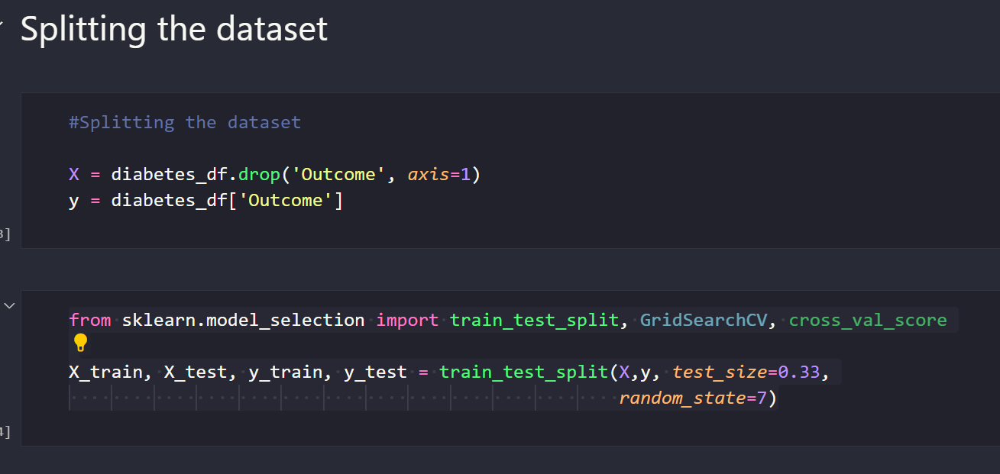 Splitting the dataset
#Splitting the dataset
X = diabetes_df.drop('Outcome', axis=1)
y = diabetes_df['Outcome']
3]
from sklearn.model_selection import train_test_split, GridSearchCV, cross_val_score
X_train, X_test, y_train, y_test = train_test_split(X,y, test_size=0.33,
random_state=7)
4]